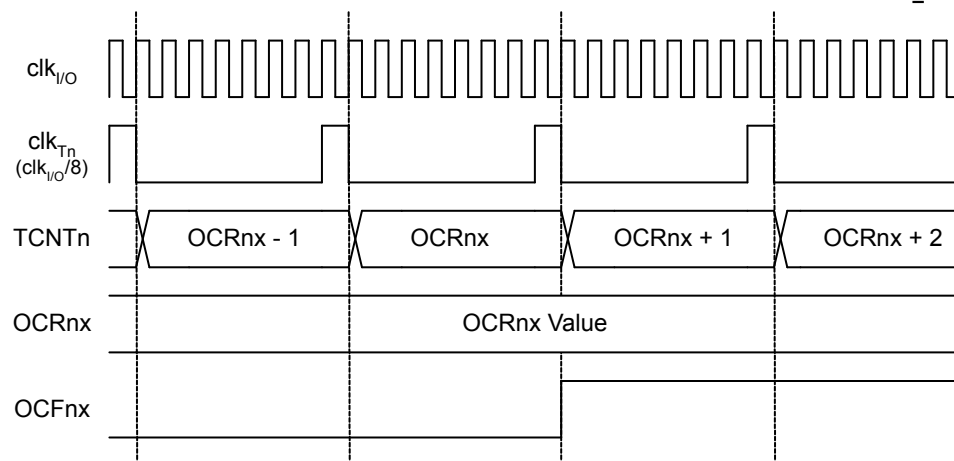 clkI/O
clkTn
(clkI/O/8)
TCNTn
OCRnx - 1
OCRnx
OCRnx + 1
OCRnx + 2
OCRnx
OCRnx Value
OCFnx